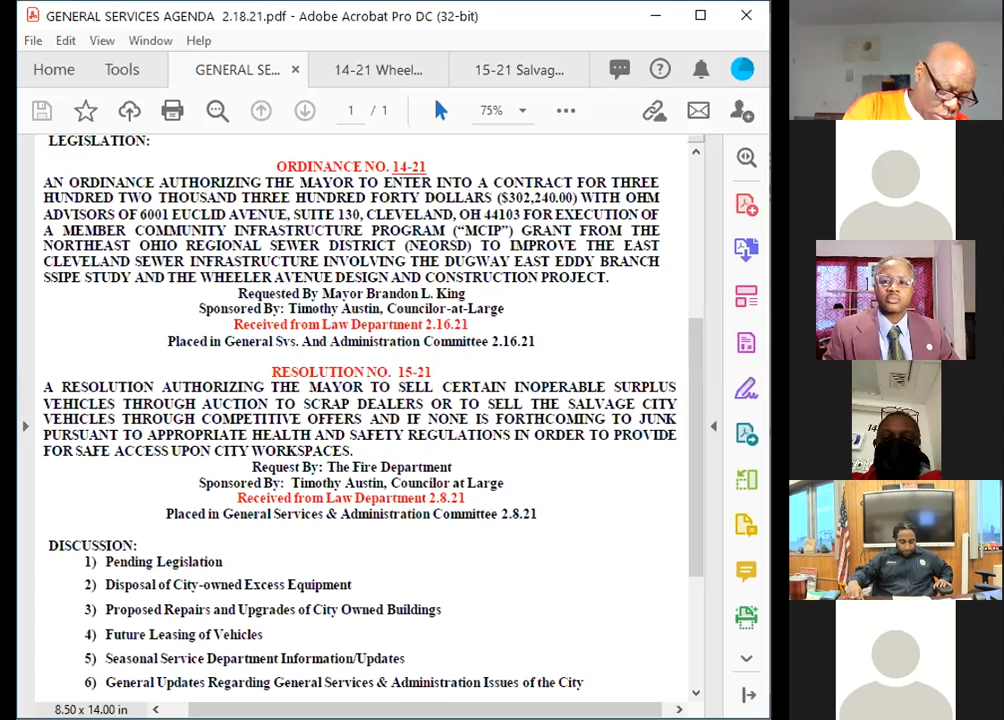 GENERAL SERVICES AGENDA 2.18.21.pdf - Adobe Acrobat Pro DC (32-bit)
File Edit View Window Help
Home Tools GENERAL SE... × 14-21 Wheel... 15-21 Salvag...
1 / 1 75%
LEGISLATION:
ORDINANCE NO. 14-21
AN ORDINANCE AUTHORIZING THE MAYOR TO ENTER INTO A CONTRACT FOR THREE
HUNDRED TWO THOUSAND THREE HUNDRED FORTY DOLLARS ($302,240.00) WITH OHM
ADVISORS OF 6001 EUCLID AVENUE, SUITE 130, CLEVELAND, OH 44103 FOR EXECUTION OF
A MEMBER COMMUNITY INFRASTRUCTURE PROGRAM (“MCIP”) GRANT FROM THE
NORTHEAST OHIO REGIONAL SEWER DISTRICT (NEORSD) TO IMPROVE THE EAST
CLEVELAND SEWER INFRASTRUCTURE INVOLVING THE DUGWAY EAST EDDY BRANCH
SSIPE STUDY AND THE WHEELER AVENUE DESIGN AND CONSTRUCTION PROJECT.
Requested By Mayor Brandon L. King
Sponsored By: Timothy Austin, Councilor-at-Large
Received from Law Department 2.16.21
Placed in General Svs. And Administration Committee 2.16.21
RESOLUTION NO. 15-21
A RESOLUTION AUTHORIZING THE MAYOR TO SELL CERTAIN INOPERABLE SURPLUS
VEHICLES THROUGH AUCTION TO SCRAP DEALERS OR TO SELL THE SALVAGE CITY
VEHICLES THROUGH COMPETITIVE OFFERS AND IF NONE IS FORTHCOMING TO JUNK
PURSUANT TO APPROPRIATE HEALTH AND SAFETY REGULATIONS IN ORDER TO PROVIDE
FOR SAFE ACCESS UPON CITY WORKSPACES.
Request By: The Fire Department
Sponsored By: Timothy Austin, Councilor at Large
Received from Law Department 2.8.21
Placed in General Services & Administration Committee 2.8.21
DISCUSSION:
1) Pending Legislation
2) Disposal of City-owned Excess Equipment
3) Proposed Repairs and Upgrades of City Owned Buildings
4) Future Leasing of Vehicles
5) Seasonal Service Department Information/Updates
6) General Updates Regarding General Services & Administration Issues of the City
8.50 x 14.00 in